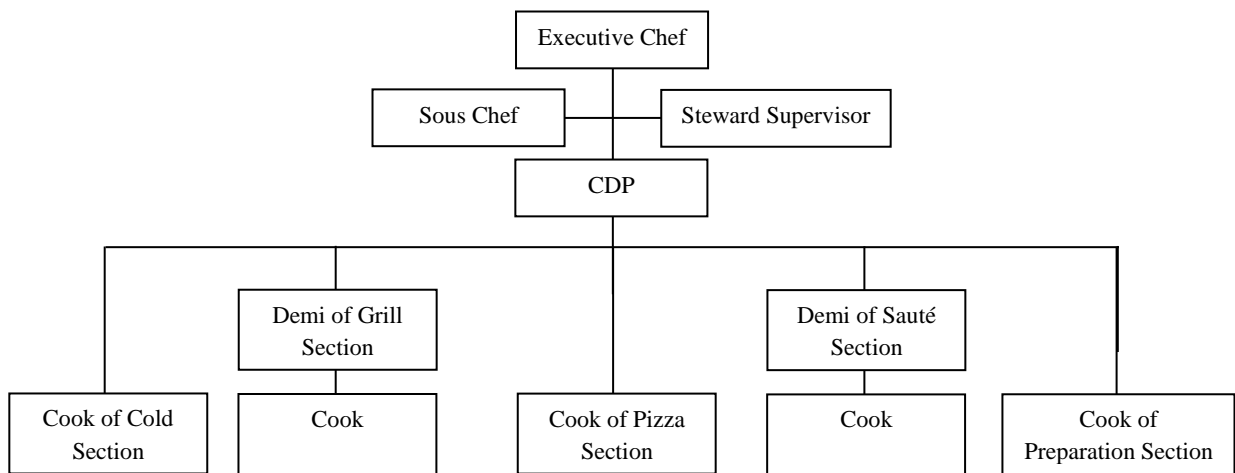 Executive Chef
Sous Chef
Steward Supervisor
CDP
Demi of Grill
Section
Demi of Sauté
Section
Cook of Cold
Section
Cook
Cook of Pizza
Section
Cook
Cook of
Preparation Section